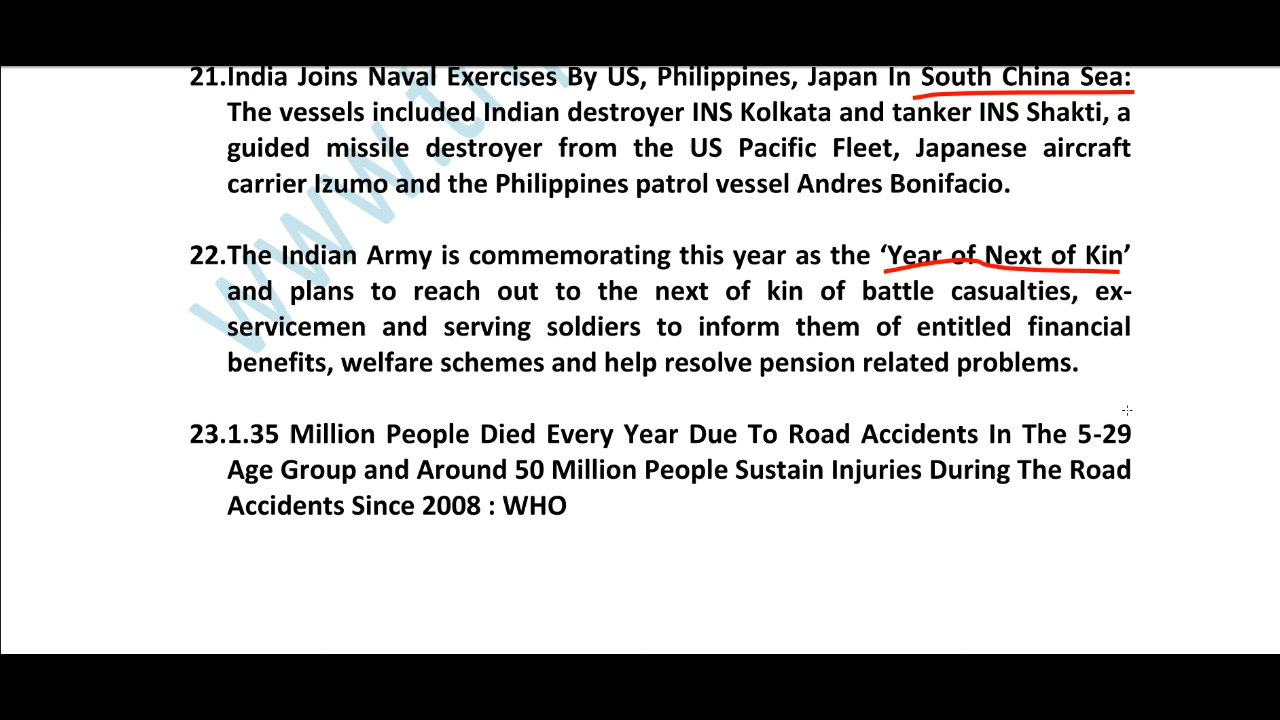 21.India Joins Naval Exercises By US, Philippines, Japan In South China Sea:
The vessels included Indian destroyer INS Kolkata and tanker INS Shakti, a
guided missile destroyer from the US Pacific Fleet, Japanese aircraft
carrier Izumo and the Philippines patrol vessel Andres Bonifacio.
22.The Indian Army is commemorating this year as the ‘Year of Next of Kin’
and plans to reach out to the next of kin of battle casualties, ex-
servicemen and serving soldiers to inform them of entitled financial
benefits, welfare schemes and help resolve pension related problems.
23.1.35 Million People Died Every Year Due To Road Accidents In The 5-29
Age Group and Around 50 Million People Sustain Injuries During The Road
Accidents Since 2008 : WHO
www.